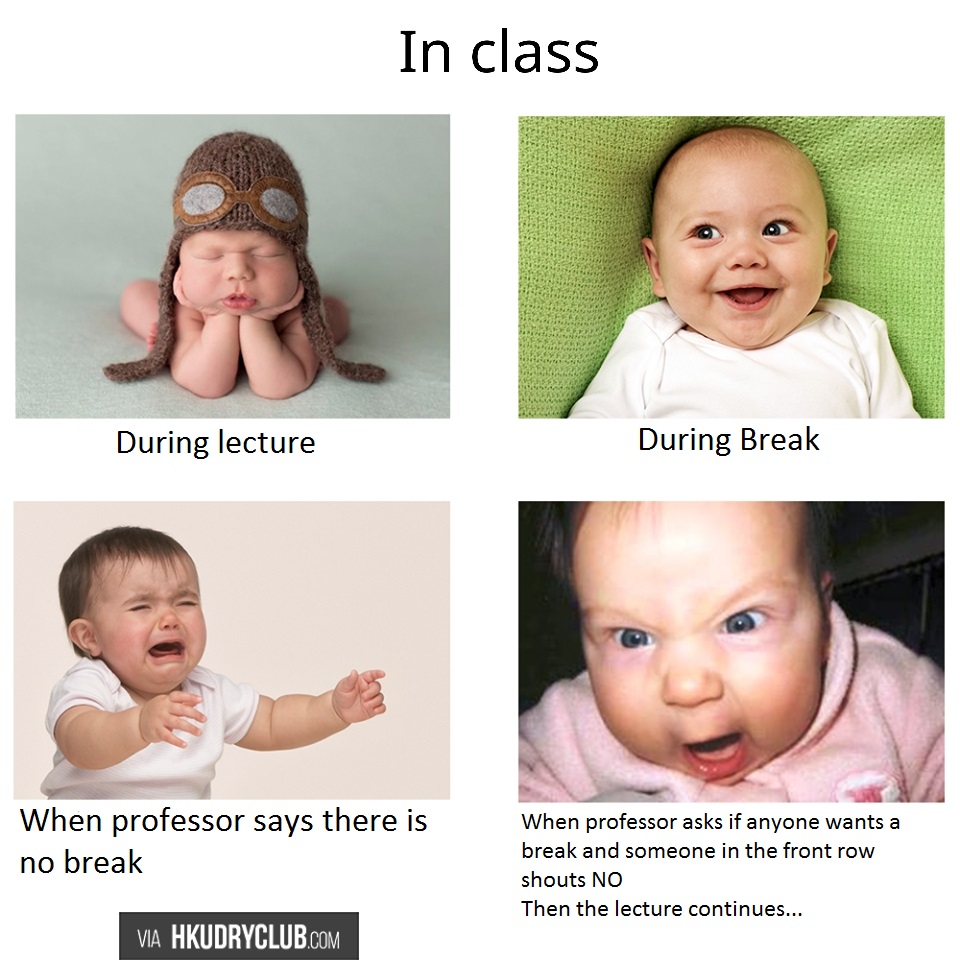 In class
During lecture
During Break
When professor says there is
no break
When professor asks if anyone wants a
break and someone in the front row
shouts NO
Then the lecture continues...
VIA HKUDRYCLUB.COM